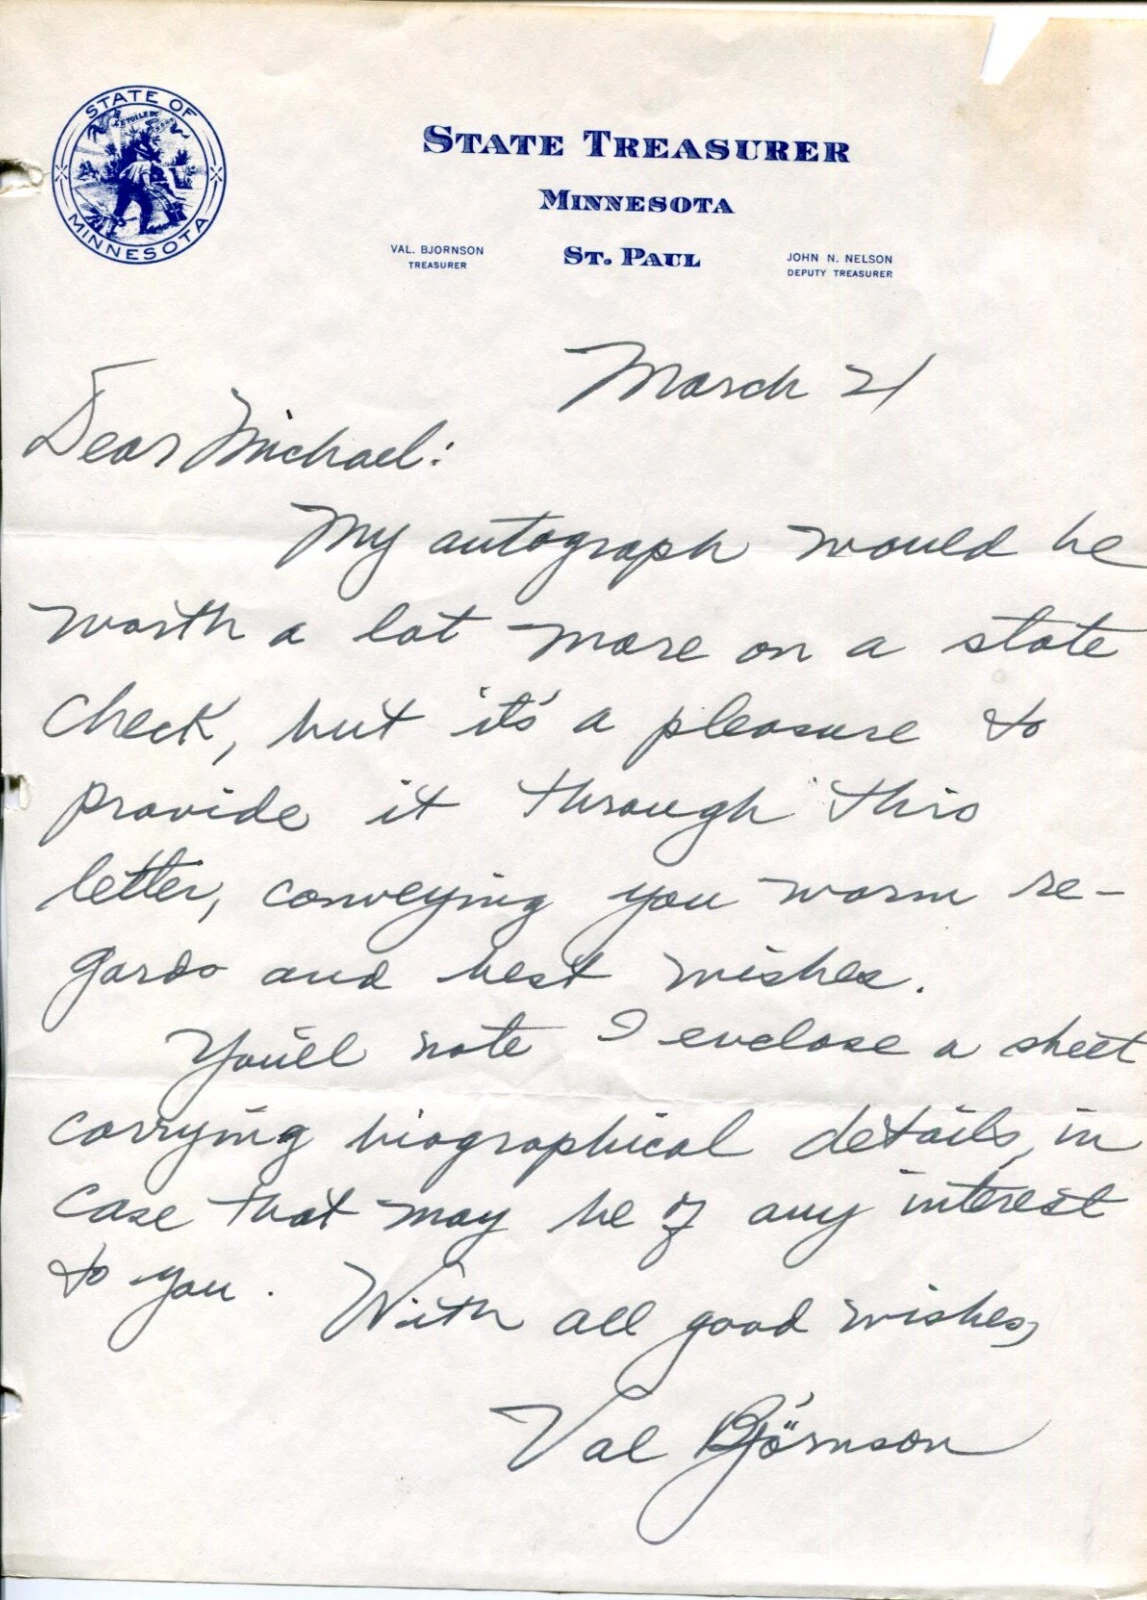 STATE OF
L'ETOILE DU NORD
MINNESOTA
STATE TREASURER
MINNESOTA
ST. PAUL
VAL. BJORNSON
TREASURER
JOHN N. NELSON
DEPUTY TREASURER
March 21
Dear Michael:
My autograph would be
worth a lot more on a state
check, but it's a pleasure to
provide it through this
letter, conveying you warm re-
gards and best wishes.
You'll note I enclose a sheet
carrying biographical details, in
case that may be of any interest
to you. With all good wishes,
Val Björnson